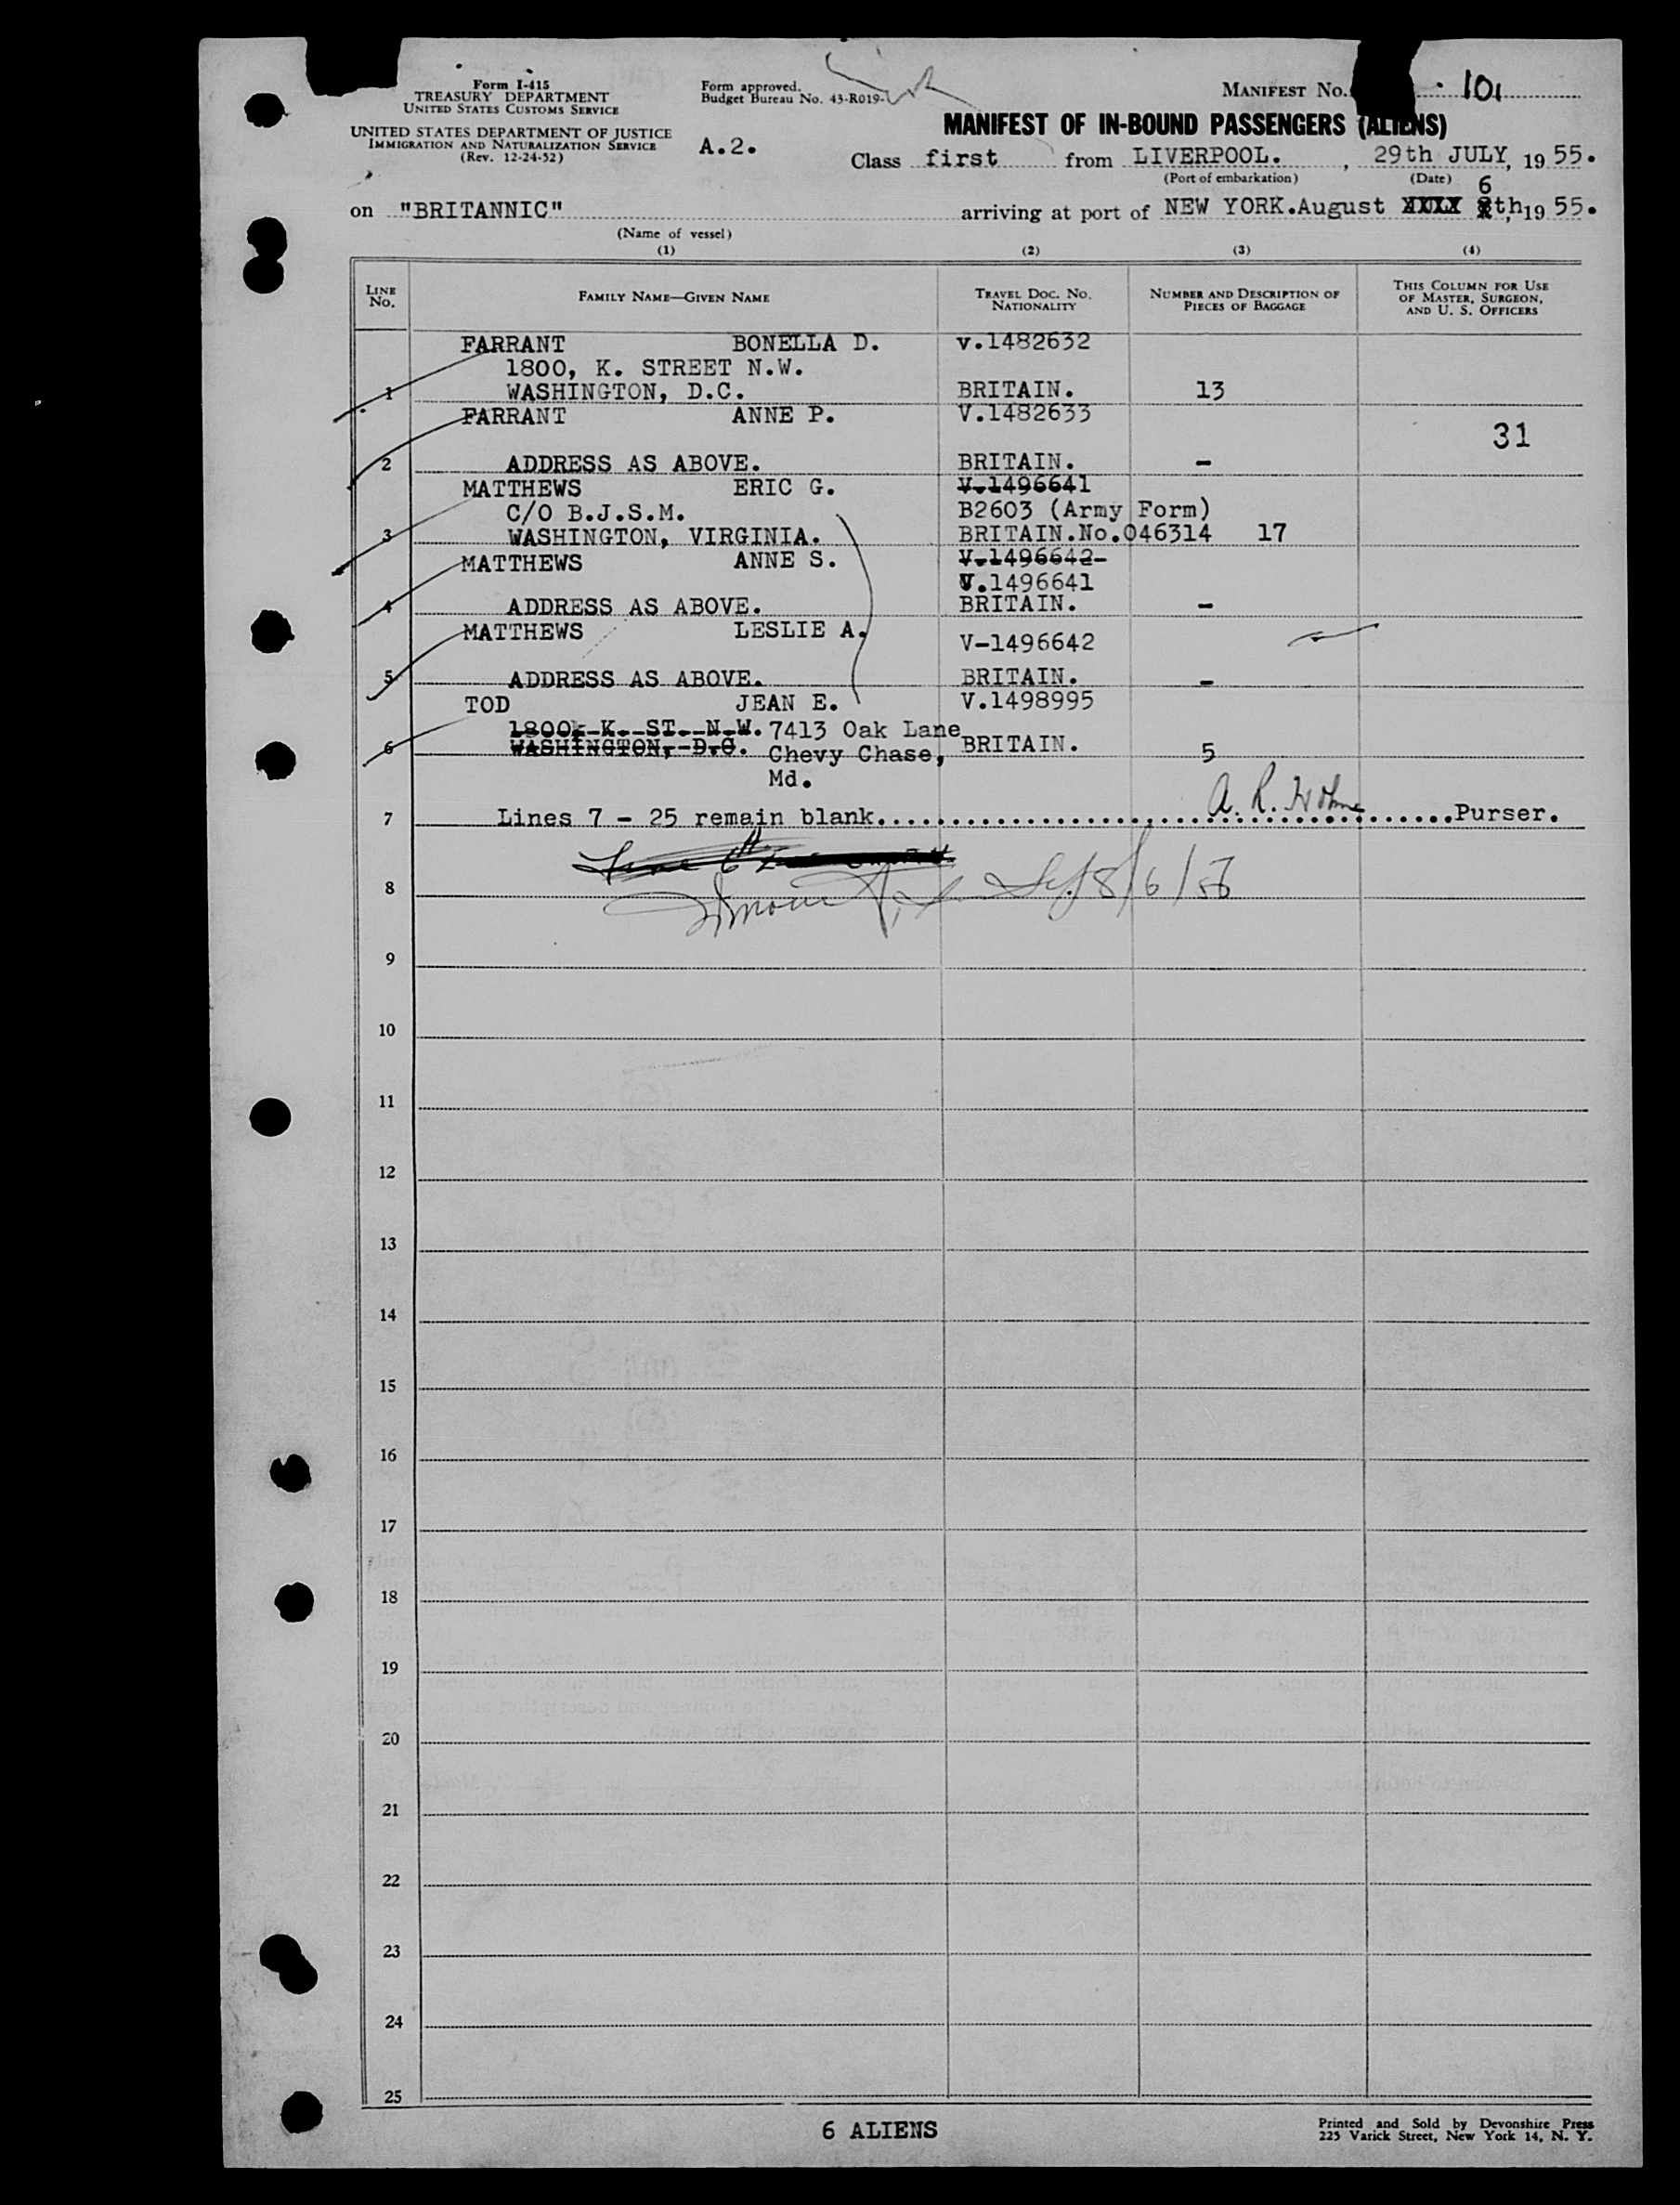 Form I-415
TREASURY DEPARTMENT
UNITED STATES CUSTOMS SERVICE
UNITED STATES DEPARTMENT OF JUSTICE
IMMIGRATION AND NATURALIZATION SERVICE
(Rev. 12-24-52)
Form approved.
Budget Bureau No. 43-R019-
A.2.
MANIFEST NO. 101
MANIFEST OF IN-BOUND PASSENGERS (ALIENS)
Class first from LIVERPOOL. , 29th JULY, 19 55.
(Port of embarkation) (Date)
on "BRITANNIC" arriving at port of NEW YORK. August 6th, 19 55.
(Name of vessel)
(1) (2) (3) (4)
LINE No. FAMILY NAME—GIVEN NAME TRAVEL DOC. NO. NATIONALITY NUMBER AND DESCRIPTION OF PIECES OF BAGGAGE THIS COLUMN FOR USE OF MASTER, SURGEON, AND U. S. OFFICERS
FARRANT BONELLA D. v.1482632
1800, K. STREET N.W.
1 WASHINGTON, D.C. BRITAIN. 13
FARRANT ANNE P. V.1482633
31
2 ADDRESS AS ABOVE. BRITAIN. -
MATTHEWS ERIC G. V.1496641
C/O B.J.S.M. B2603 (Army Form)
3 WASHINGTON, VIRGINIA. BRITAIN.No.046314 17
MATTHEWS ANNE S. V.1496642
V.1496641
4 ADDRESS AS ABOVE. BRITAIN. -
MATTHEWS LESLIE A. V-1496642
5 ADDRESS AS ABOVE. BRITAIN. -
TOD JEAN E. V.1498995
1800, K. ST. N.W. 7413 Oak Lane
6 WASHINGTON, D.C. Chevy Chase, BRITAIN. 5
Md.
7 Lines 7 - 25 remain blank. A. R. Purser.
8 8/6/55
9
10
11
12
13
14
15
16
17
18
19
20
21
22
23
24
25
6 ALIENS
Printed and Sold by Devonshire Press
225 Varick Street, New York 14, N. Y.